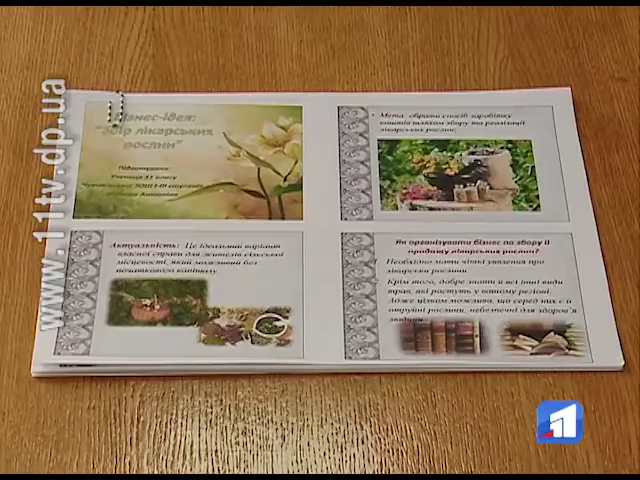 www.11tv.dp.ua
Бізнес-ідея:
"Збір лікарських
рослин"
Підготувала:
Учениця 11 класу
ЗОШ І-ІІІ ступенів
Мета: обрати спосіб заробітку
коштів шляхом збору та реалізації
лікарських рослин.
Актуальність: Це ідеальний варіант
власної справи для жителів сільської
місцевості, який можливий без
початкового капіталу
Як організувати бізнес по збору й
продажу лікарських рослин?
Необхідно мати чіткі уявлення про
лікарські рослини
Крім того, добре знати й всі інші види
трав, які ростуть у вашому регіоні.
Адже цілком можливо, що серед них є й
отруйні рослини, небезпечні для здоров'я
людини.
1